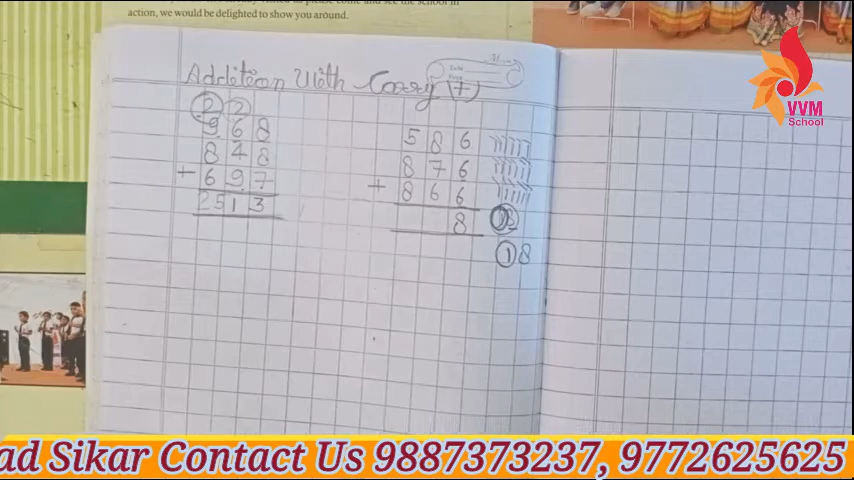 action, we would be delighted to show you around.
Addition With Carry (+)
2 2
9 6 8
8 4 8
+ 6 9 7
2 5 1 3
5 8 6
8 7 6
+ 8 6 6
8
1 8
VVM
School
ad Sikar Contact Us 9887373237, 9772625625